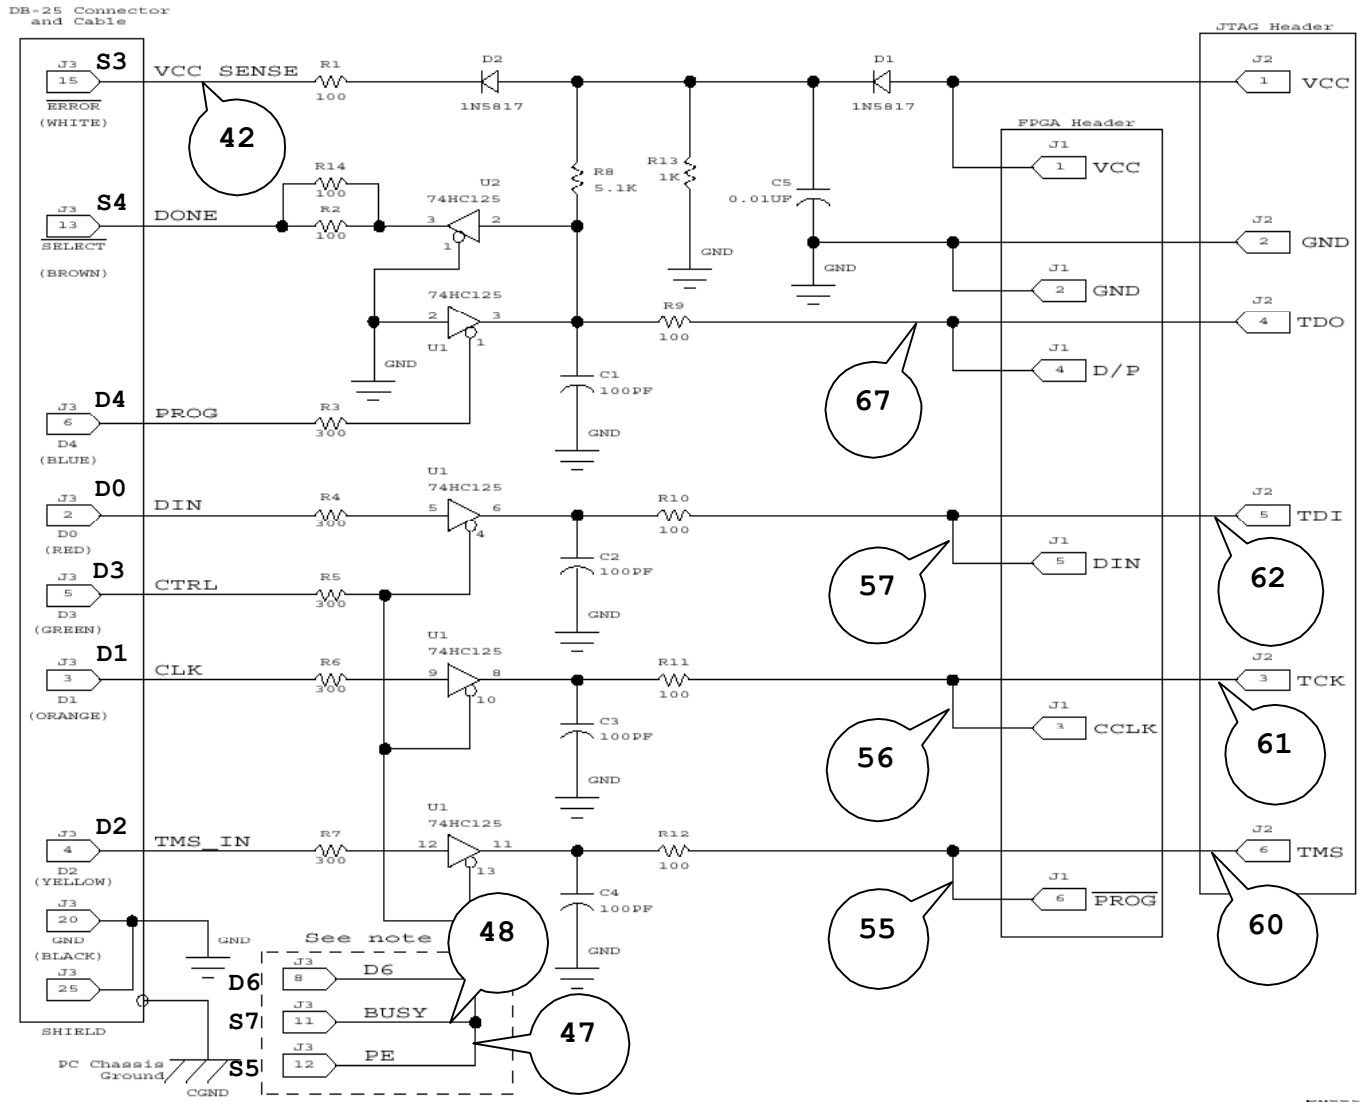 DB-25 Connector
and Cable
JTAG Header
J3
15
S3
VCC_SENSE
ERROR
(WHITE)
R1
100
D2
1N5817
D1
1N5817
J2
1
VCC
42
FPGA Header
J1
1
VCC
R14
100
R2
100
U2
74HC125
3
2
1
R8
5.1K
R13
1K
GND
C5
0.01UF
GND
J3
13
S4
DONE
SELECT
(BROWN)
J2
2
GND
J1
2
GND
74HC125
2
3
U1
1
GND
R9
100
J2
4
TDO
J1
4
D/P
67
C1
100PF
GND
J3
6
D4
PROG
D4
(BLUE)
R3
300
J3
2
D0
DIN
D0
(RED)
R4
300
U1
74HC125
5
6
4
R10
100
J2
5
TDI
C2
100PF
GND
J1
5
DIN
57
62
J3
5
D3
CTRL
D3
(GREEN)
R5
300
J3
3
D1
CLK
D1
(ORANGE)
R6
300
U1
74HC125
9
8
10
R11
100
J2
3
TCK
C3
100PF
GND
J1
3
CCLK
56
61
J3
4
D2
TMS_IN
D2
(YELLOW)
R7
300
U1
74HC125
12
11
13
R12
100
J2
6
TMS
C4
100PF
GND
J1
6
PROG
55
60
J3
20
GND
(BLACK)
J3
25
GND
SHIELD
PC Chassis
Ground
CGND
See note
48
D6
J3
8
D6
S7
J3
11
BUSY
47
S5
J3
12
PE